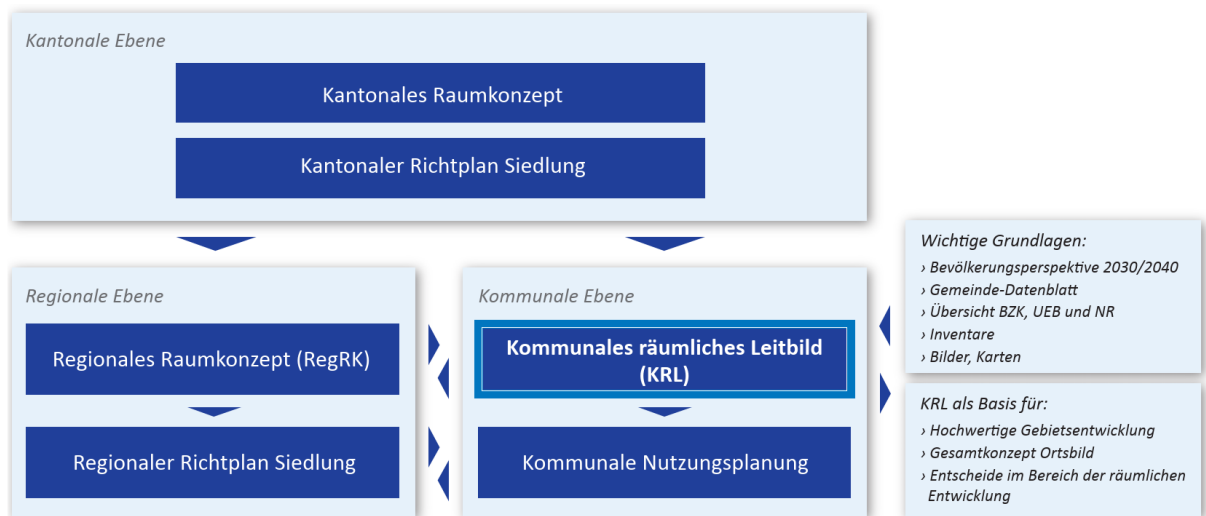 Kantonale Ebene
Kantonales Raumkonzept
Kantonaler Richtplan Siedlung
Regionale Ebene
Regionales Raumkonzept (RegRK)
Regionaler Richtplan Siedlung
Kommunale Ebene
Kommunales räumliches Leitbild
(KRL)
Kommunale Nutzungsplanung
Wichtige Grundlagen:
› Bevölkerungsperspektive 2030/2040
› Gemeinde-Datenblatt
› Übersicht BZK, UEB und NR
› Inventare
› Bilder, Karten
KRL als Basis für:
› Hochwertige Gebietsentwicklung
› Gesamtkonzept Ortsbild
› Entscheide im Bereich der räumlichen
Entwicklung